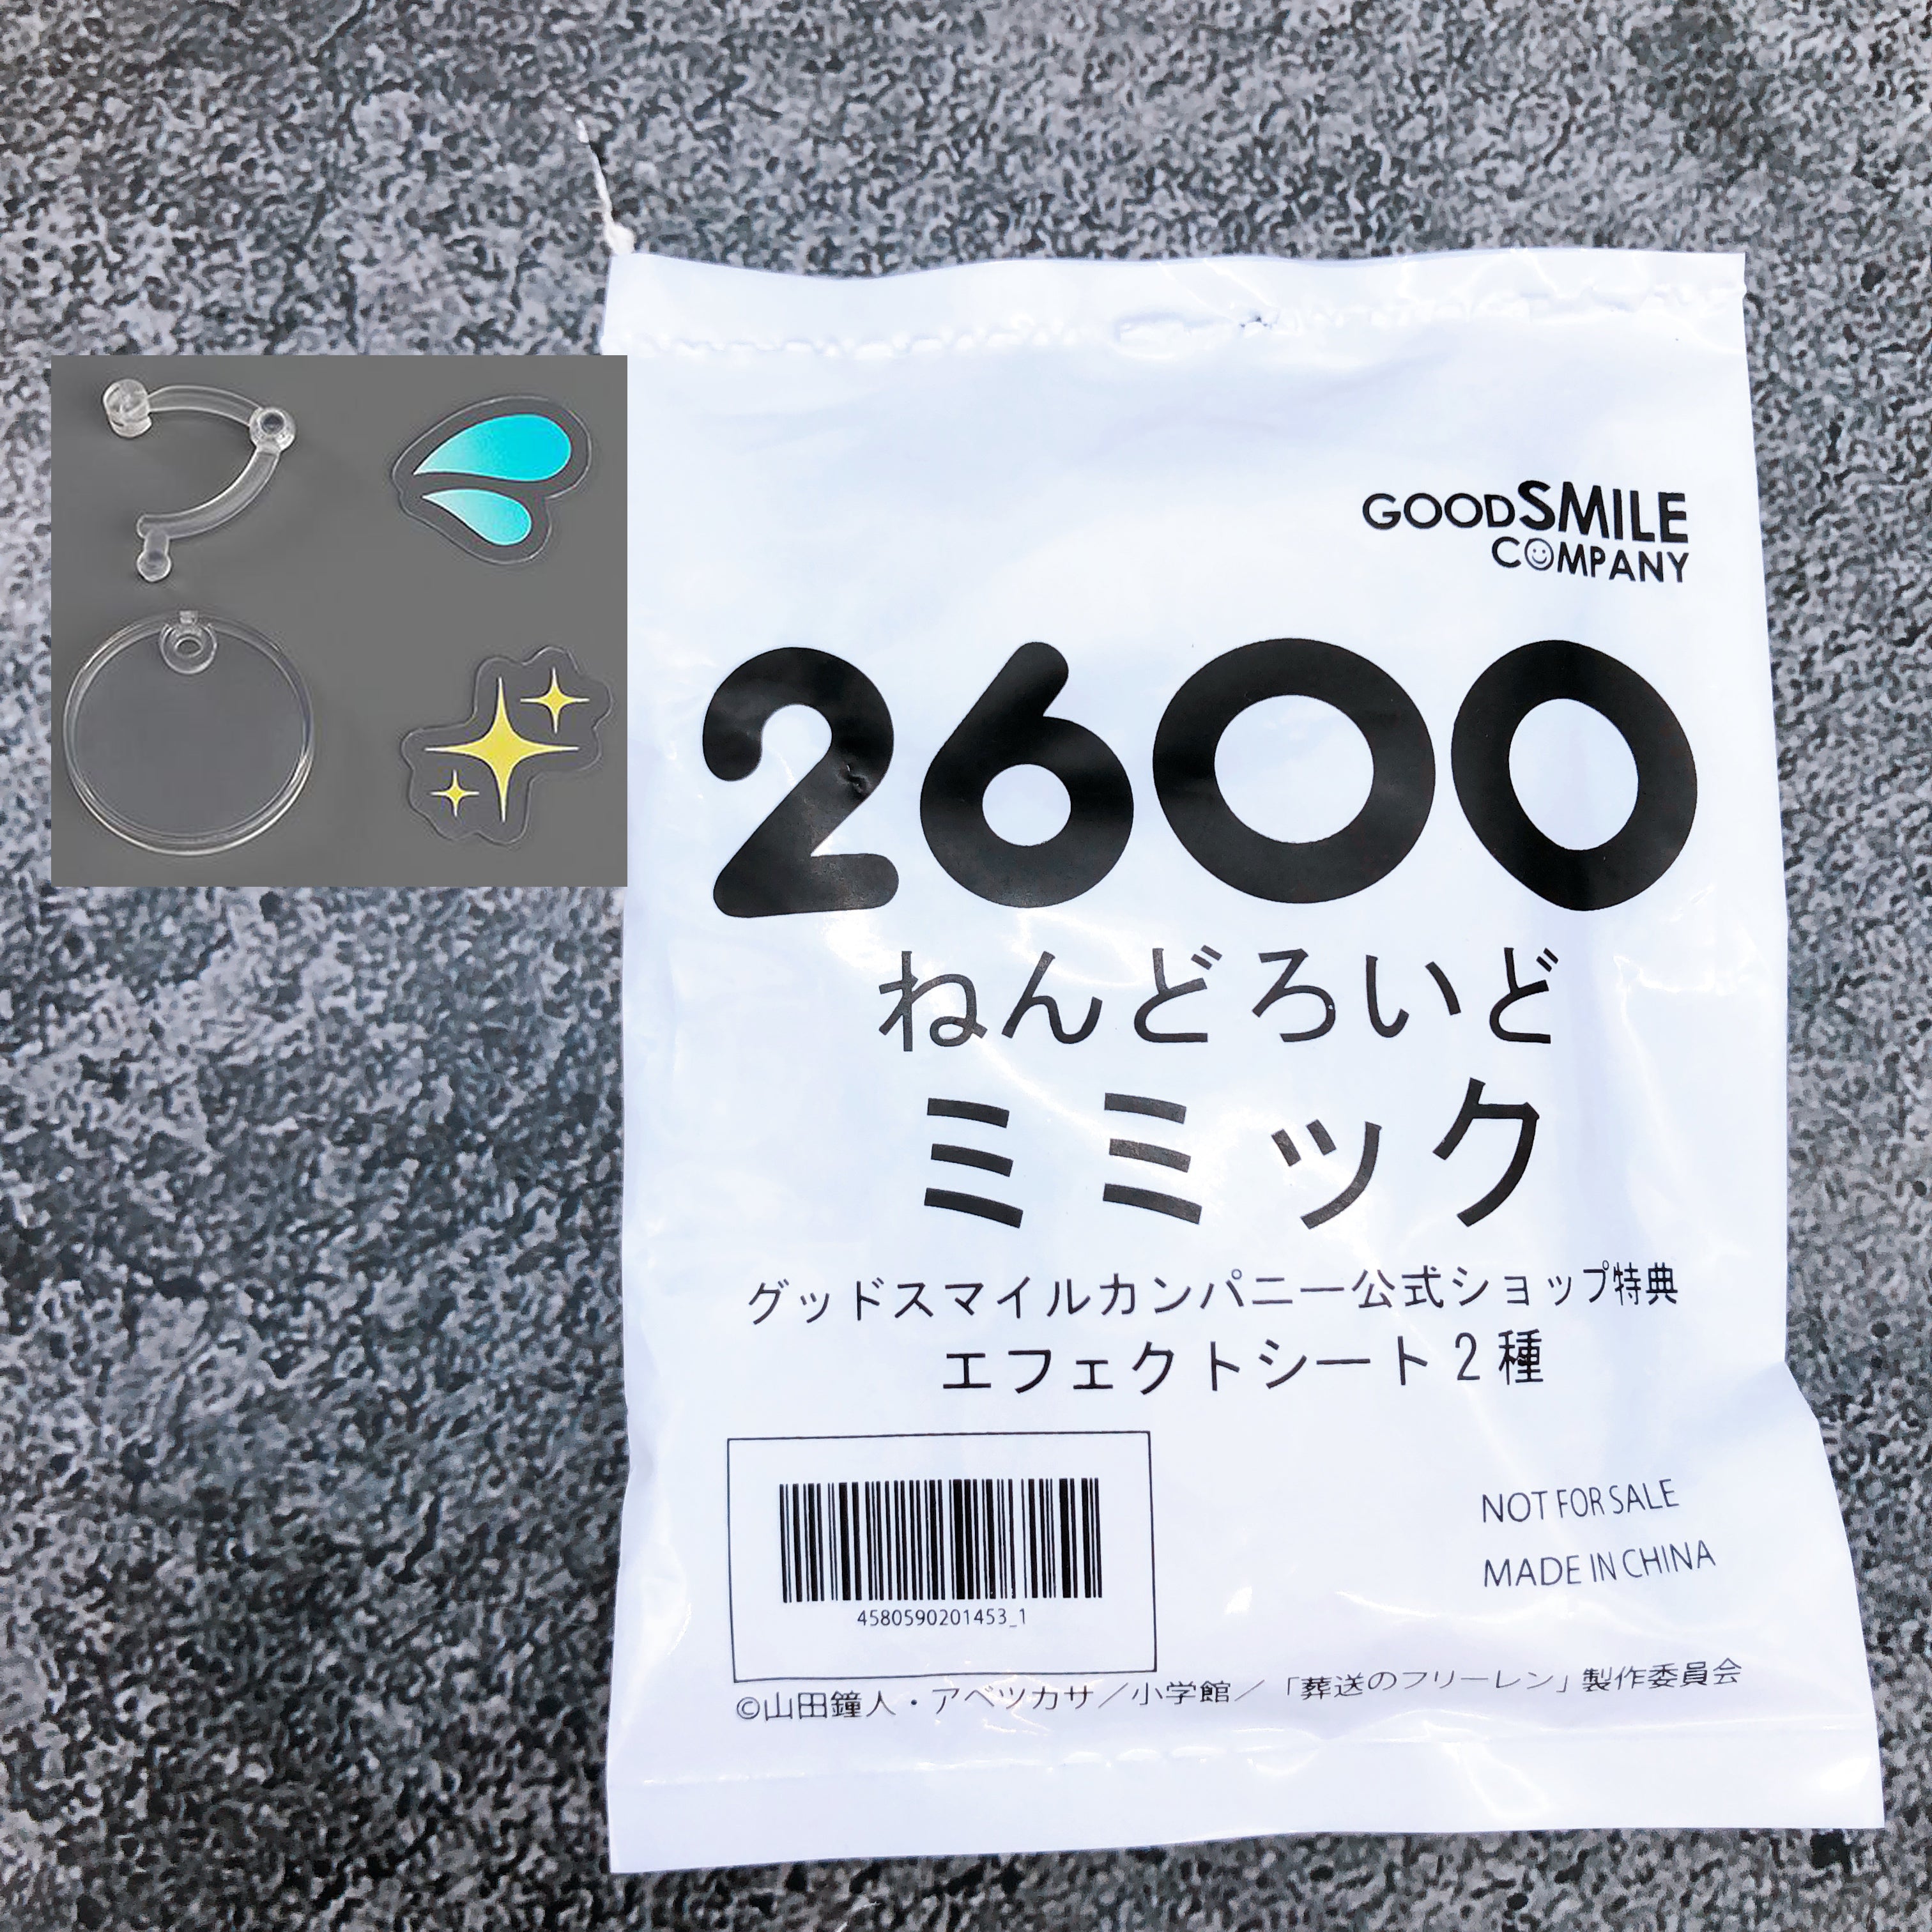 GOODSMILE
COMPANY
2600
ねんどろいど
ミミック
グッドスマイルカンパニー公式ショップ特典
エフェクトシート2種
4580590201453_1
NOT FOR SALE
MADE IN CHINA
©山田鐘人・アベツカサ／小学館／「葬送のフリーレン」製作委員会